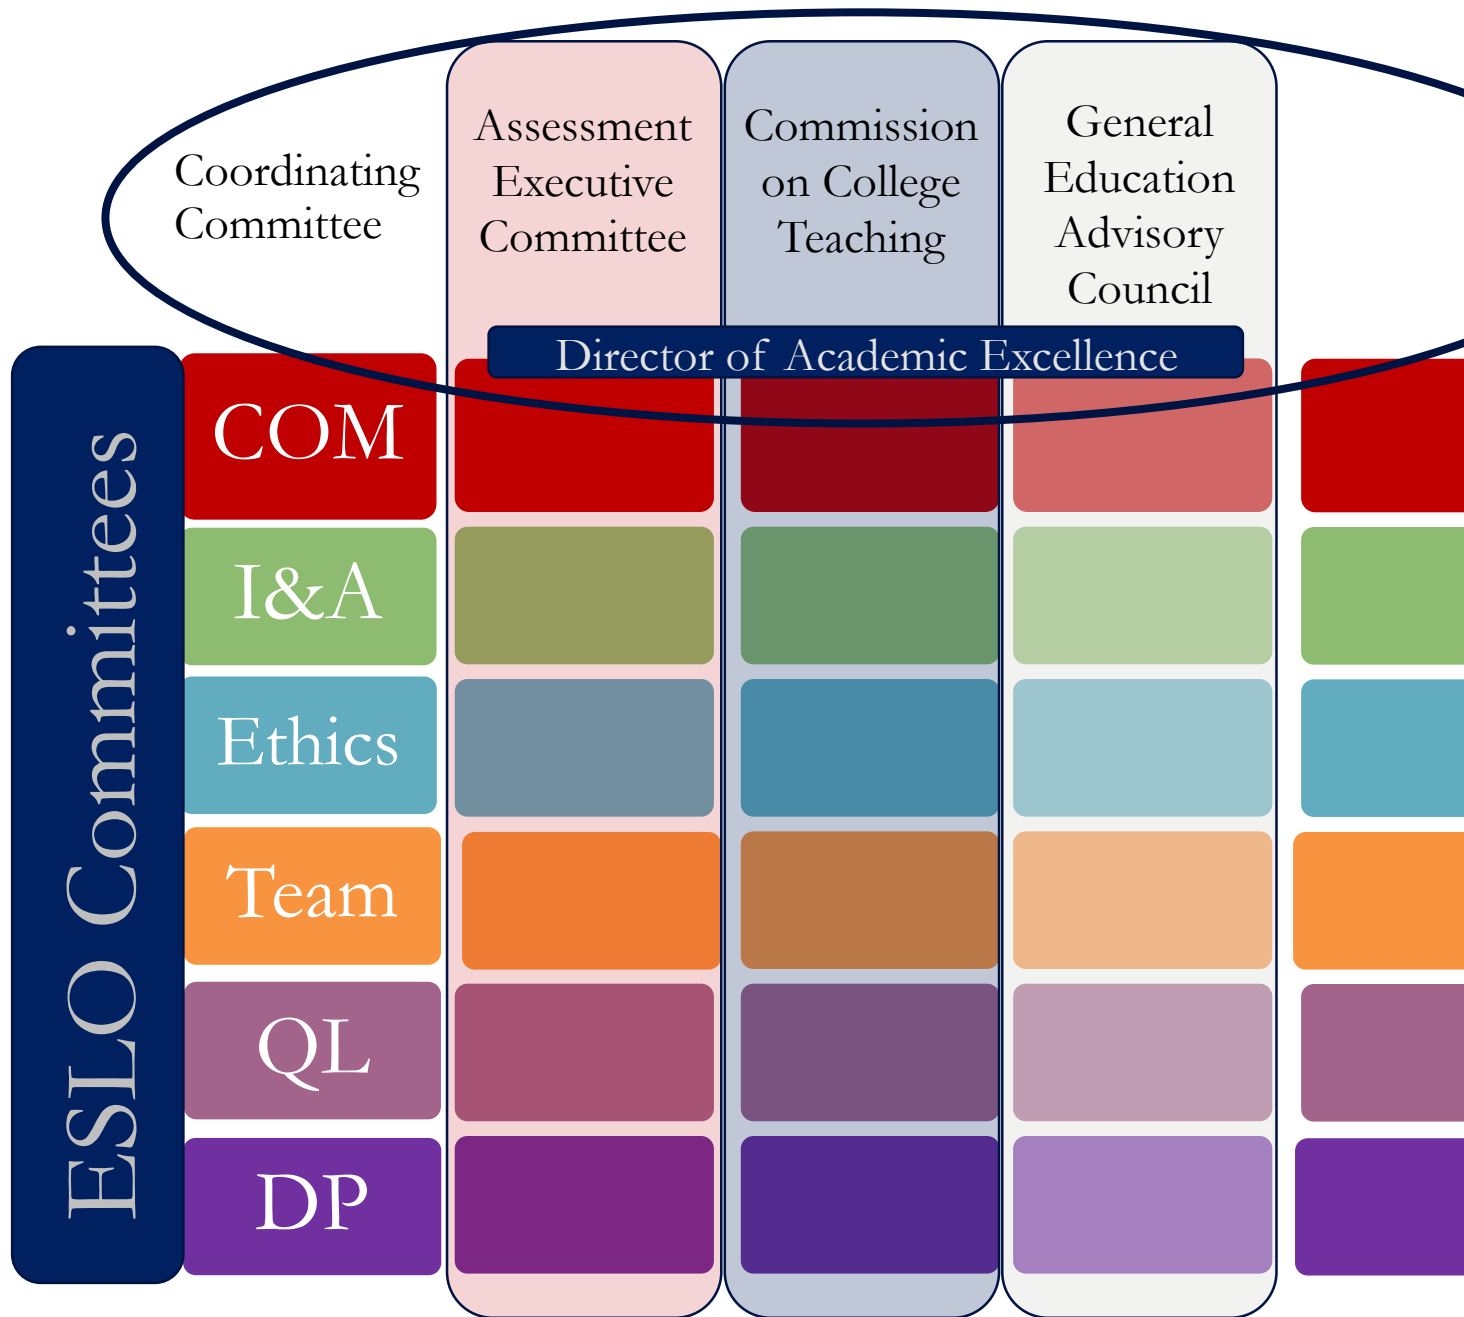 Coordinating
Committee
Assessment
Executive
Committee
Commission
on College
Teaching
General
Education
Advisory
Council
Director of Academic Excellence
ESLO Committees
COM
I&A
Ethics
Team
QL
DP